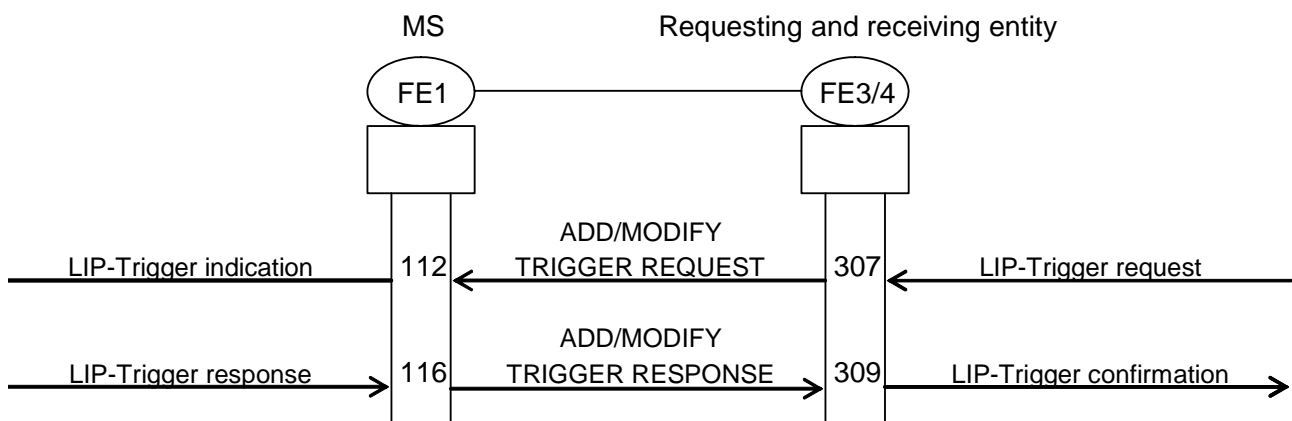 MS
Requesting and receiving entity
FE1
FE3/4
ADD/MODIFY
LIP-Trigger indication
112
TRIGGER REQUEST
307
LIP-Trigger request
ADD/MODIFY
LIP-Trigger response
116
TRIGGER RESPONSE
309
LIP-Trigger confirmation